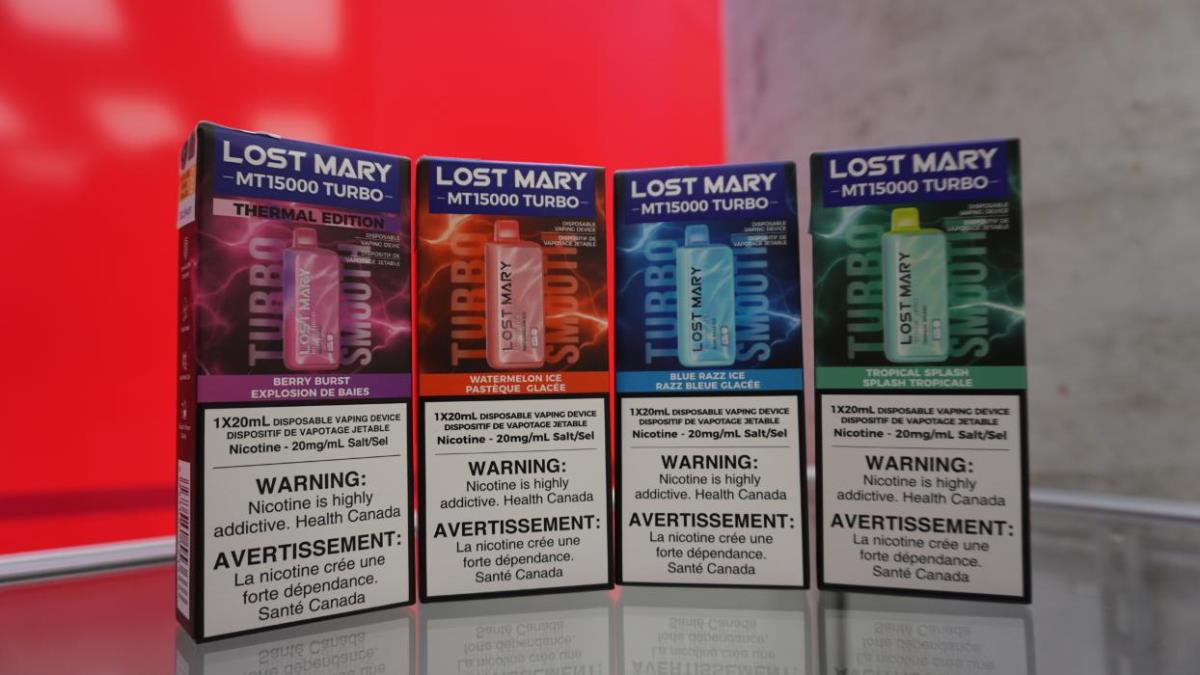 LOST MARY
MT15000 TURBO
THERMAL EDITION
DISPOSABLE
VAPING DEVIC
DISPOSITIF DE
VAPOTAGE JETABLE
TURBO
SMOOTH
LOST MARY
BERRY BURST
EXPLOSION DE BAIES
1X20mL DISPOSABLE VAPING DEVICE
DISPOSITIF DE VAPOTAGE JETABLE
Nicotine - 20mg/mL Salt/Sel
WARNING:
Nicotine is highly
addictive. Health Canada
AVERTISSEMENT:
La nicotine crée une
forte dépendance.
Santé Canada
LOST MARY
MT15000 TURBO
DISPOSABLE
VAPING DEVICE
DISPOSITIF DE
VAPOTAGE JETABLE
TURBO
SMOOTH
LOST MARY
WATERMELON ICE
PASTÈQUE GLACÉE
1X20mL DISPOSABLE VAPING DEVICE
DISPOSITIF DE VAPOTAGE JETABLE
Nicotine - 20mg/mL Salt/Sel
WARNING:
Nicotine is highly
addictive. Health Canada
AVERTISSEMENT:
La nicotine crée une
forte dépendance.
Santé Canada
LOST MARY
MT15000 TURBO
DISPOSABLE
VAPING DEVICE
DISPOSITIF DE
VAPOTAGE JETABLE
TURBO
SMOOTH
LOST MARY
BLUE RAZZ ICE
RAZZ BLEUE GLACÉE
1X20mL DISPOSABLE VAPING DEVICE
DISPOSITIF DE VAPOTAGE JETABLE
Nicotine - 20mg/mL Salt/Sel
WARNING:
Nicotine is highly
addictive. Health Canada
AVERTISSEMENT:
La nicotine crée une
forte dépendance.
Santé Canada
LOST MARY
MT15000 TURBO
DISPOSABLE
VAPING DEVICE
DISPOSITIF DE
VAPOTAGE JETABLE
TURBO
SMOOTH
LOST MARY
TROPICAL SPLASH
SPLASH TROPICALE
1X20mL DISPOSABLE VAPING DEVICE
DISPOSITIF DE VAPOTAGE JETABLE
Nicotine - 20mg/mL Salt/Sel
WARNING:
Nicotine is highly
addictive. Health Canada
AVERTISSEMENT:
La nicotine crée une
forte dépendance.
Santé Canada